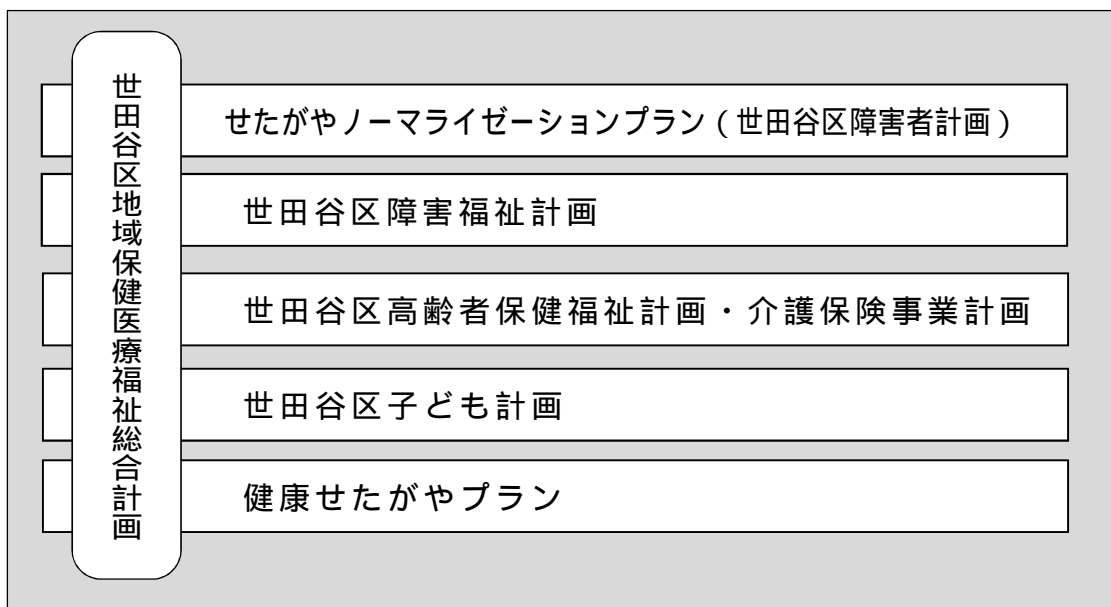 世田谷区地域保健医療福祉総合計画
せたがやノーマライゼーションプラン（世田谷区障害者計画）
世田谷区障害福祉計画
世田谷区高齢者保健福祉計画・介護保険事業計画
世田谷区子ども計画
健康せたがやプラン